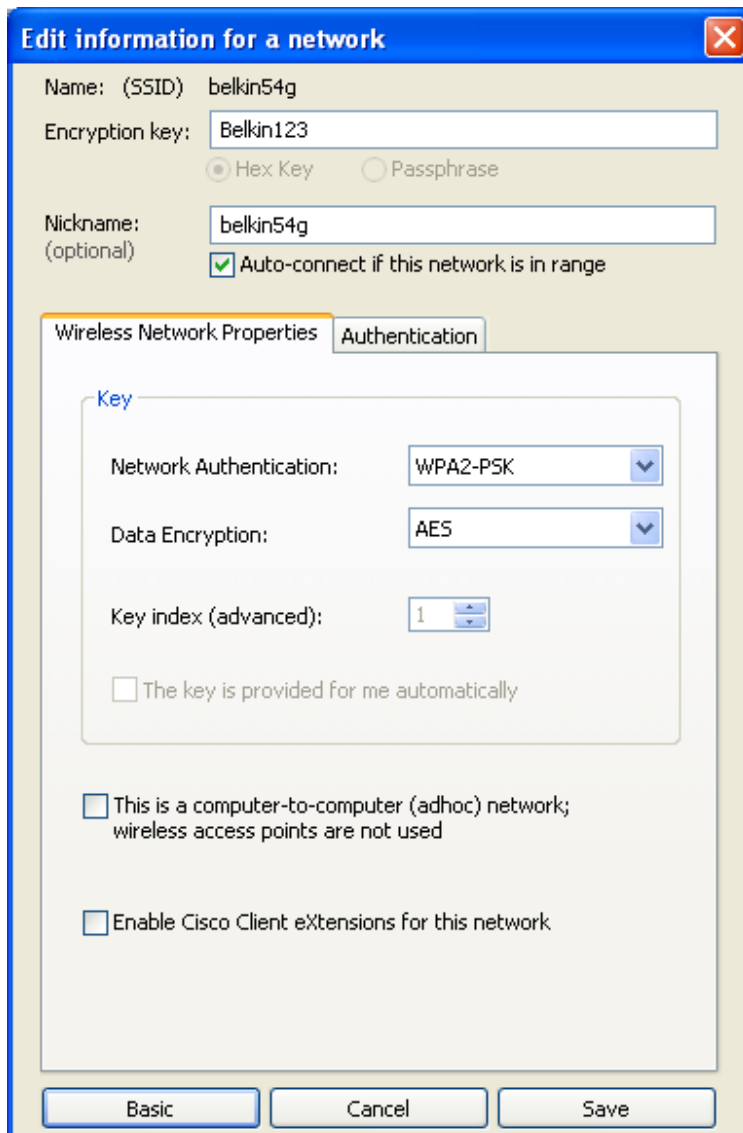 Edit information for a network
Name: (SSID) belkin54g
Encryption key: Belkin123
Hex Key Passphrase
Nickname: belkin54g
(optional)
Auto-connect if this network is in range
Wireless Network Properties Authentication
Key
Network Authentication: WPA2-PSK
Data Encryption: AES
Key index (advanced): 1
The key is provided for me automatically
This is a computer-to-computer (adhoc) network;
wireless access points are not used
Enable Cisco Client eXtensions for this network
Basic Cancel Save